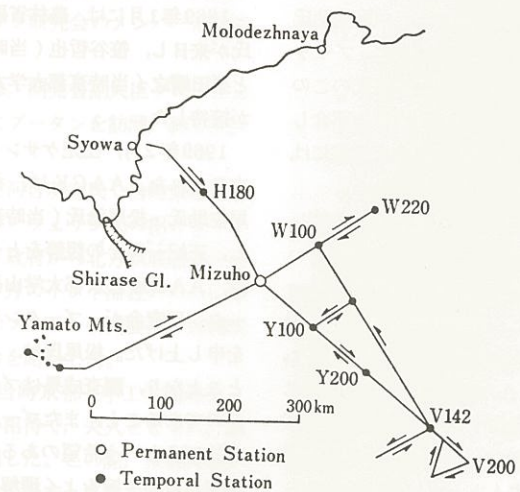 Molodezhnaya
Syowa
H180
W220
W100
Shirase Gl.
Mizuho
Yamato Mts.
Y100
Y200
0 100 200 300 km
V142
V200
Permanent Station
Temporal Station